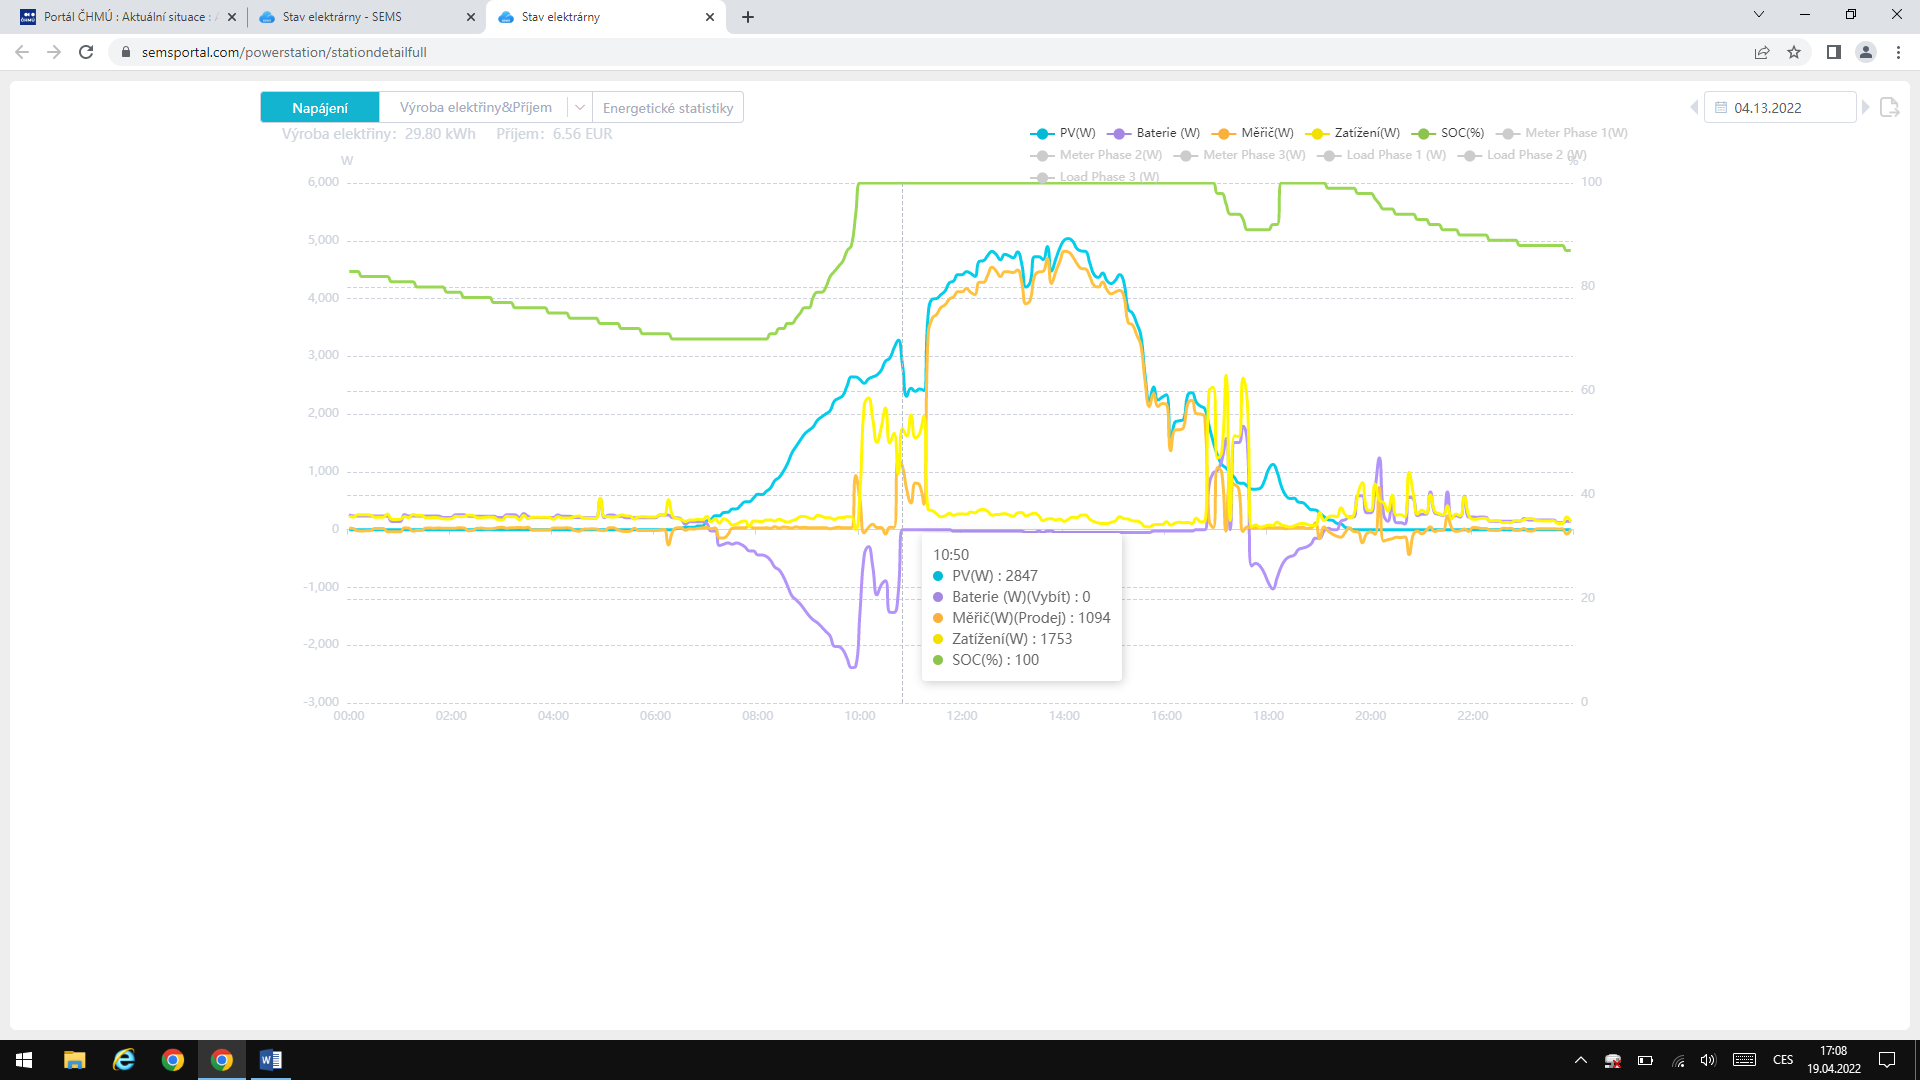 Portál ČHMÚ : Aktuální situace :
Stav elektrárny - SEMS
Stav elektrárny
semsportal.com/powerstation/stationdetailfull
Napájení
Výroba elektřiny&Příjem
Energetické statistiky
04.13.2022
Výroba elektřiny: 29.80 kWh Příjem: 6.56 EUR
PV(W) Baterie (W) Měřič(W) Zatížení(W) SOC(%) Meter Phase 1(W)
Meter Phase 2(W) Meter Phase 3(W) Load Phase 1 (W) Load Phase 2 (W)
Load Phase 3 (W)
W
%
6,000
5,000
4,000
3,000
2,000
1,000
0
-1,000
-2,000
-3,000
100
80
60
40
20
0
00:00 02:00 04:00 06:00 08:00 10:00 12:00 14:00 16:00 18:00 20:00 22:00
10:50
PV(W) : 2847
Baterie (W)(Vybít) : 0
Měřič(W)(Prodej) : 1094
Zatížení(W) : 1753
SOC(%) : 100
CES
17:08
19.04.2022